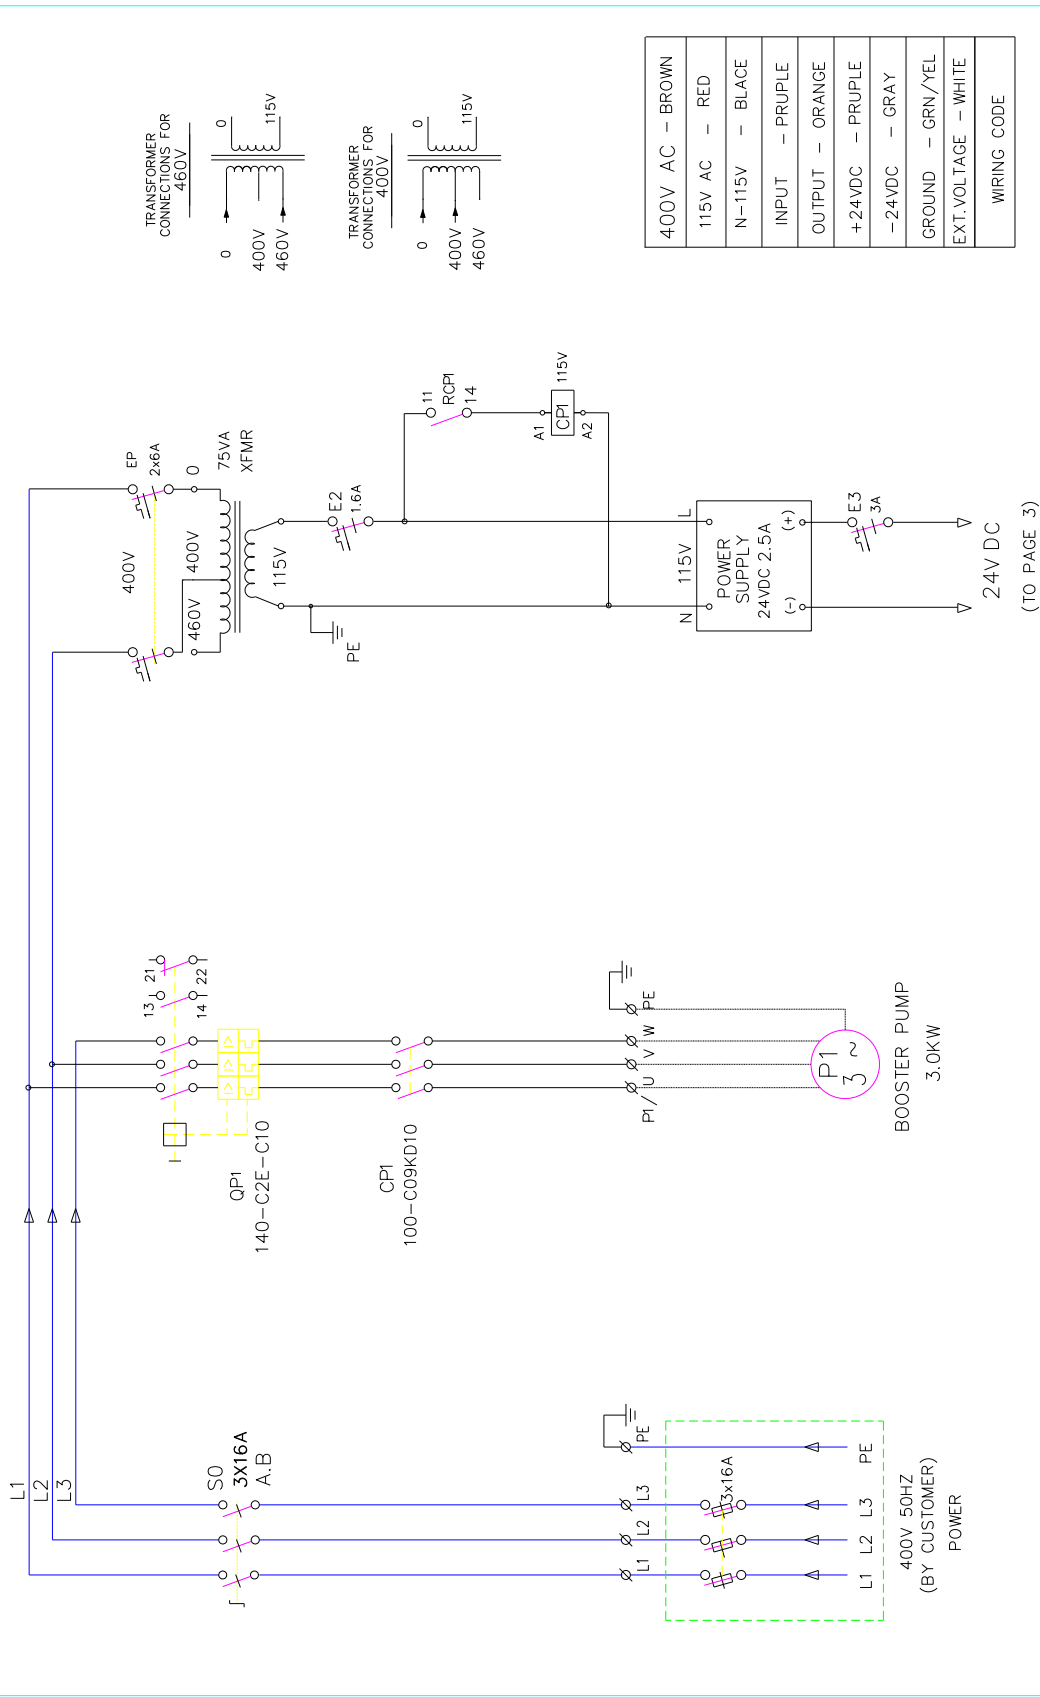 L1
L2
L3
S0
3X16A
A.B
L1
L2
L3
PE
3x16A
L1
L2
L3
PE
400V 50HZ
(BY CUSTOMER)
POWER
13
21
14
22
QP1
140-C2E-C10
CP1
100-C09KD10
P1/
U
V
W
PE
P1
3 ~
BOOSTER PUMP
3.0KW
400V
EP
2x6A
460V
400V
0
75VA
XFMR
115V
PE
E2
1.6A
11
RCP1
14
A1
CP1
A2
115V
N
115V
L
POWER
SUPPLY
24VDC 2.5A
(-)
(+)
E3
3A
24V DC
(TO PAGE 3)
TRANSFORMER
CONNECTIONS FOR
460V
0
400V
460V
0
115V
TRANSFORMER
CONNECTIONS FOR
400V
0
400V
460V
0
115V
400V AC - BROWN
115V AC - RED
N-115V - BLACE
INPUT - PRUPLE
OUTPUT - ORANGE
+24VDC - PRUPLE
-24VDC - GRAY
GROUND - GRN/YEL
EXT.VOLTAGE - WHITE
WIRING CODE